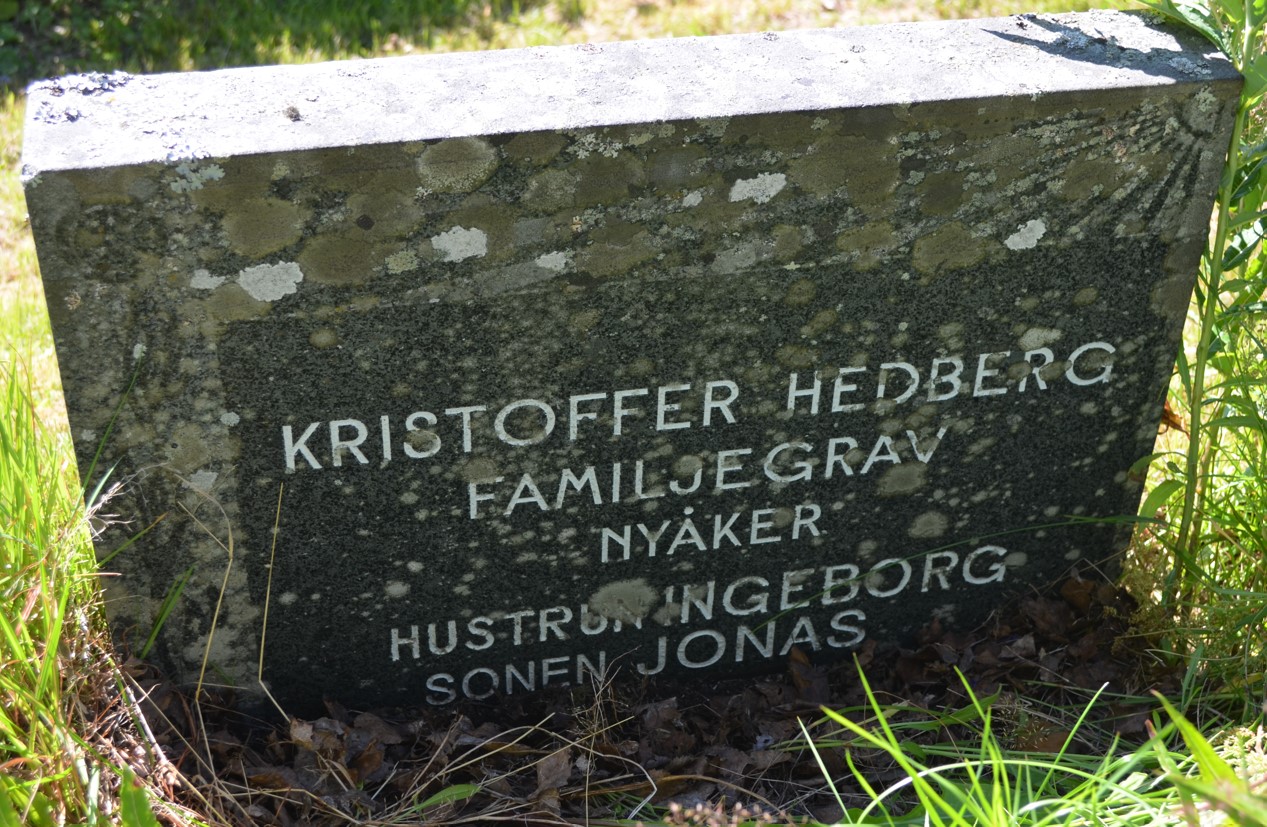 KRISTOFFER HEDBERG
FAMILJEGRAV
NYÅKER
HUSTRUN INGEBORG
SONEN JONAS